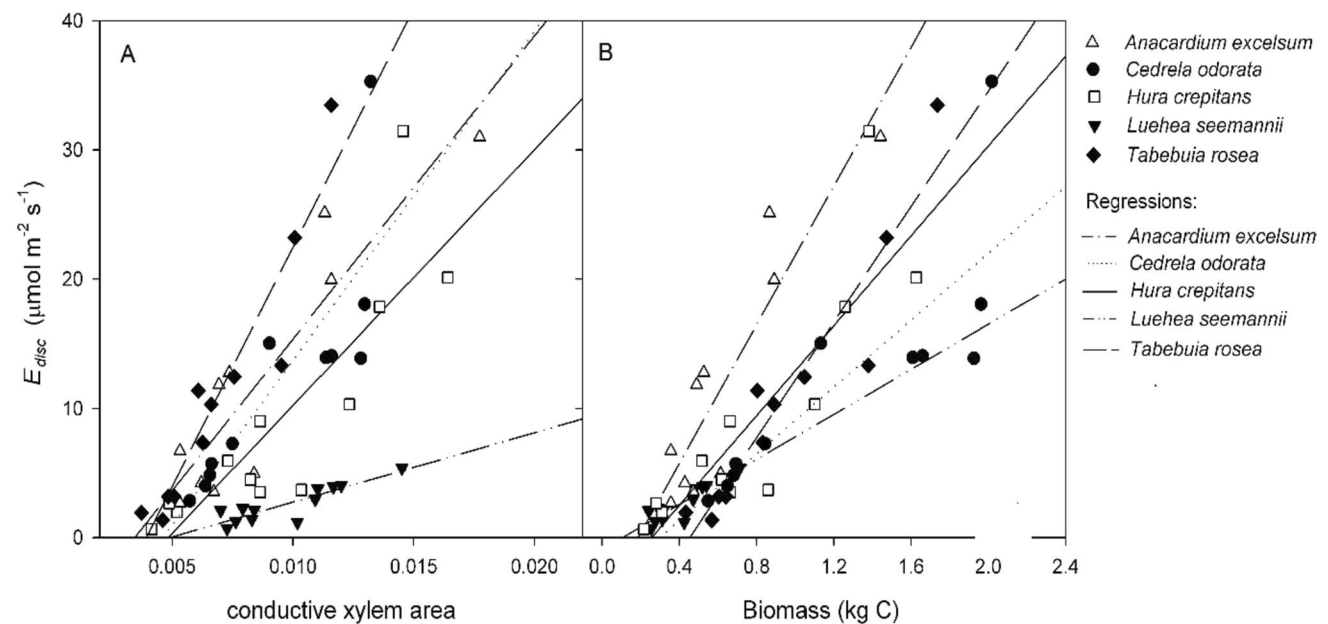 40
30
20
10
0
E_disc (µmol m⁻² s⁻¹)
A
0.005 0.010 0.015 0.020
conductive xylem area
B
0.0 0.4 0.8 1.2 1.6 2.0 2.4
Biomass (kg C)
Anacardium excelsum
Cedrela odorata
Hura crepitans
Luehea seemannii
Tabebuia rosea
Regressions:
Anacardium excelsum
Cedrela odorata
Hura crepitans
Luehea seemannii
Tabebuia rosea